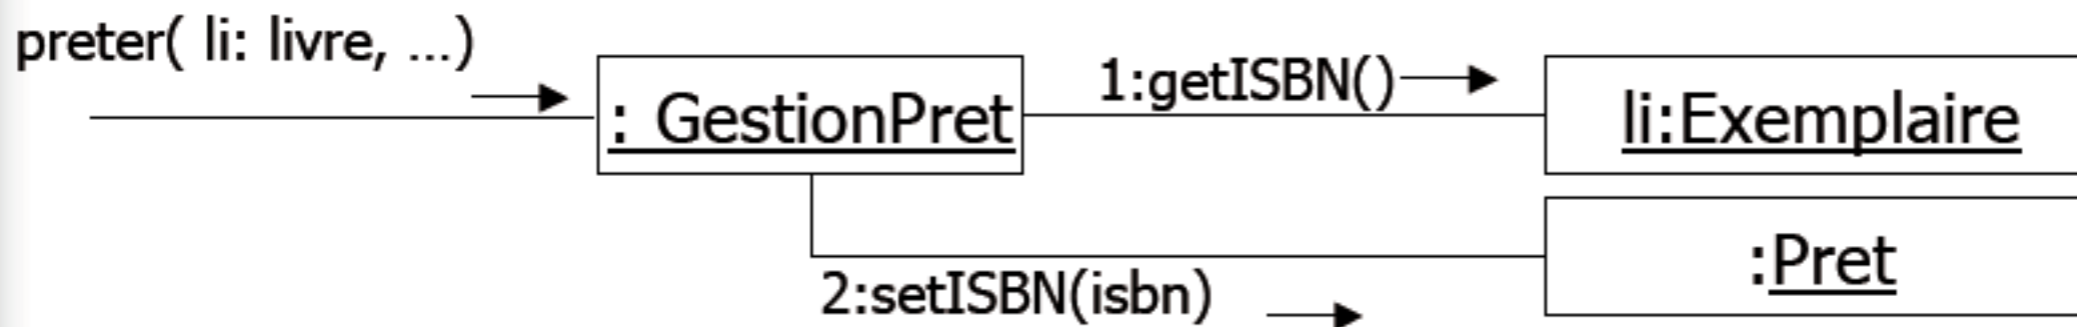 preter( li: livre, ...)
: GestionPret
1:getISBN()
li:Exemplaire
:Pret
2:setISBN(isbn)